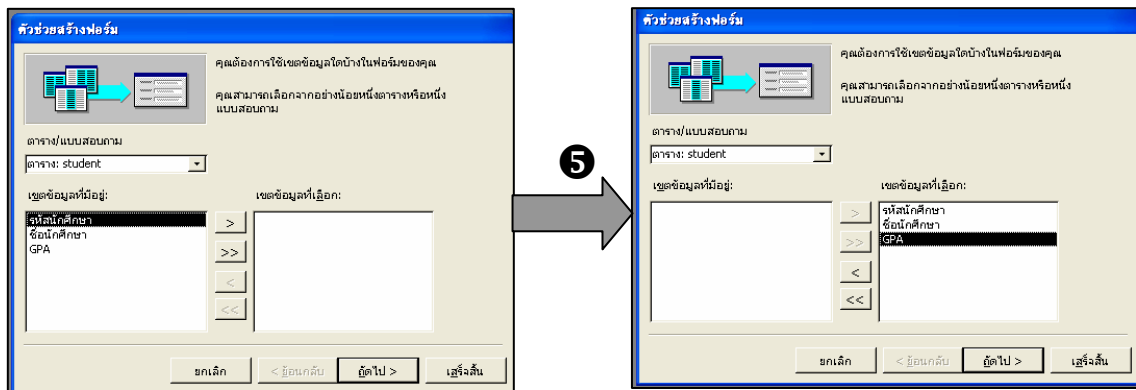 ตัวช่วยสร้างฟอร์ม
คุณต้องการใช้เขตข้อมูลใดบ้างในฟอร์มของคุณ
คุณสามารถเลือกจากอย่างน้อยหนึ่งตารางหรือหนึ่ง
แบบสอบถาม
ตาราง/แบบสอบถาม
ตาราง: student
เขตข้อมูลที่มีอยู่:
เขตข้อมูลที่เลือก:
รหัสนักศึกษา
ชื่อนักศึกษา
GPA
>
>>
<
<<
ยกเลิก
< ย้อนกลับ
ถัดไป >
เสร็จสิ้น
❺
ตัวช่วยสร้างฟอร์ม
คุณต้องการใช้เขตข้อมูลใดบ้างในฟอร์มของคุณ
คุณสามารถเลือกจากอย่างน้อยหนึ่งตารางหรือหนึ่ง
แบบสอบถาม
ตาราง/แบบสอบถาม
ตาราง: student
เขตข้อมูลที่มีอยู่:
เขตข้อมูลที่เลือก:
>
>>
<
<<
รหัสนักศึกษา
ชื่อนักศึกษา
GPA
ยกเลิก
< ย้อนกลับ
ถัดไป >
เสร็จสิ้น